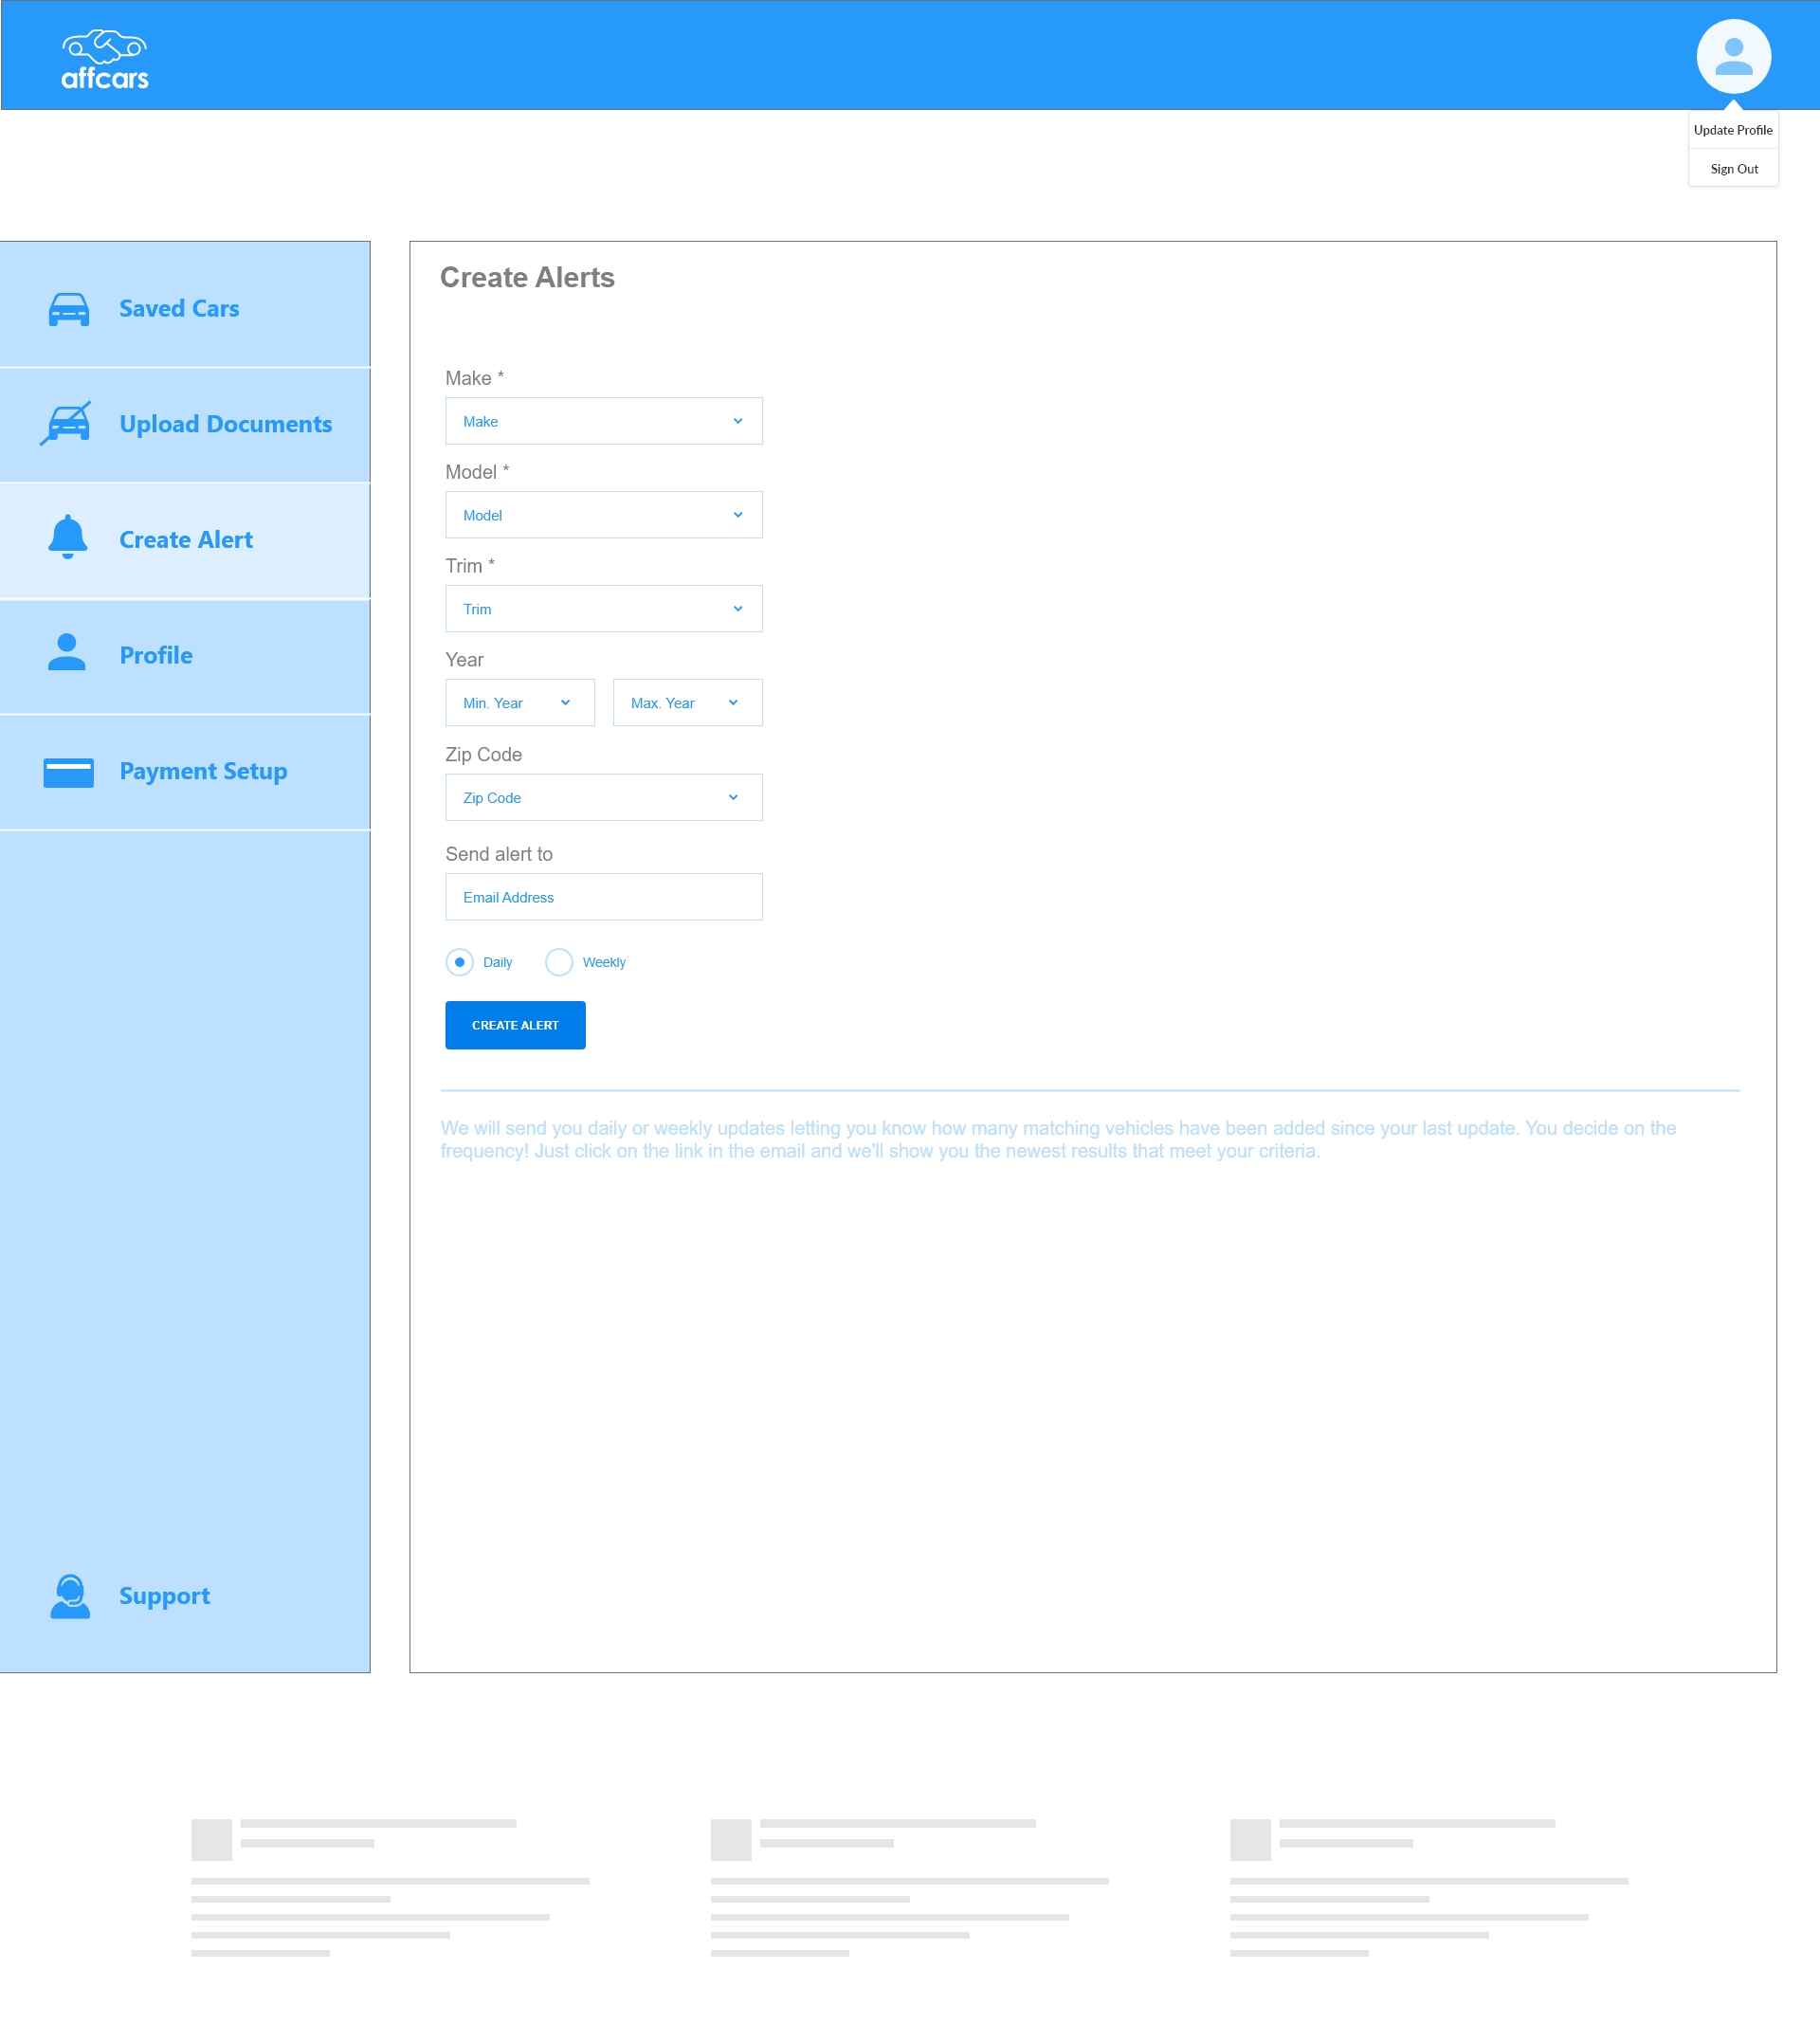 affcars
Update Profile
Sign Out
Saved Cars
Upload Documents
Create Alert
Profile
Payment Setup
Support
Create Alerts
Make *
Make
Model *
Model
Trim *
Trim
Year
Min. Year
Max. Year
Zip Code
Zip Code
Send alert to
Email Address
Daily
Weekly
CREATE ALERT
We will send you daily or weekly updates letting you know how many matching vehicles have been added since your last update. You decide on the
frequency! Just click on the link in the email and we'll show you the newest results that meet your criteria.